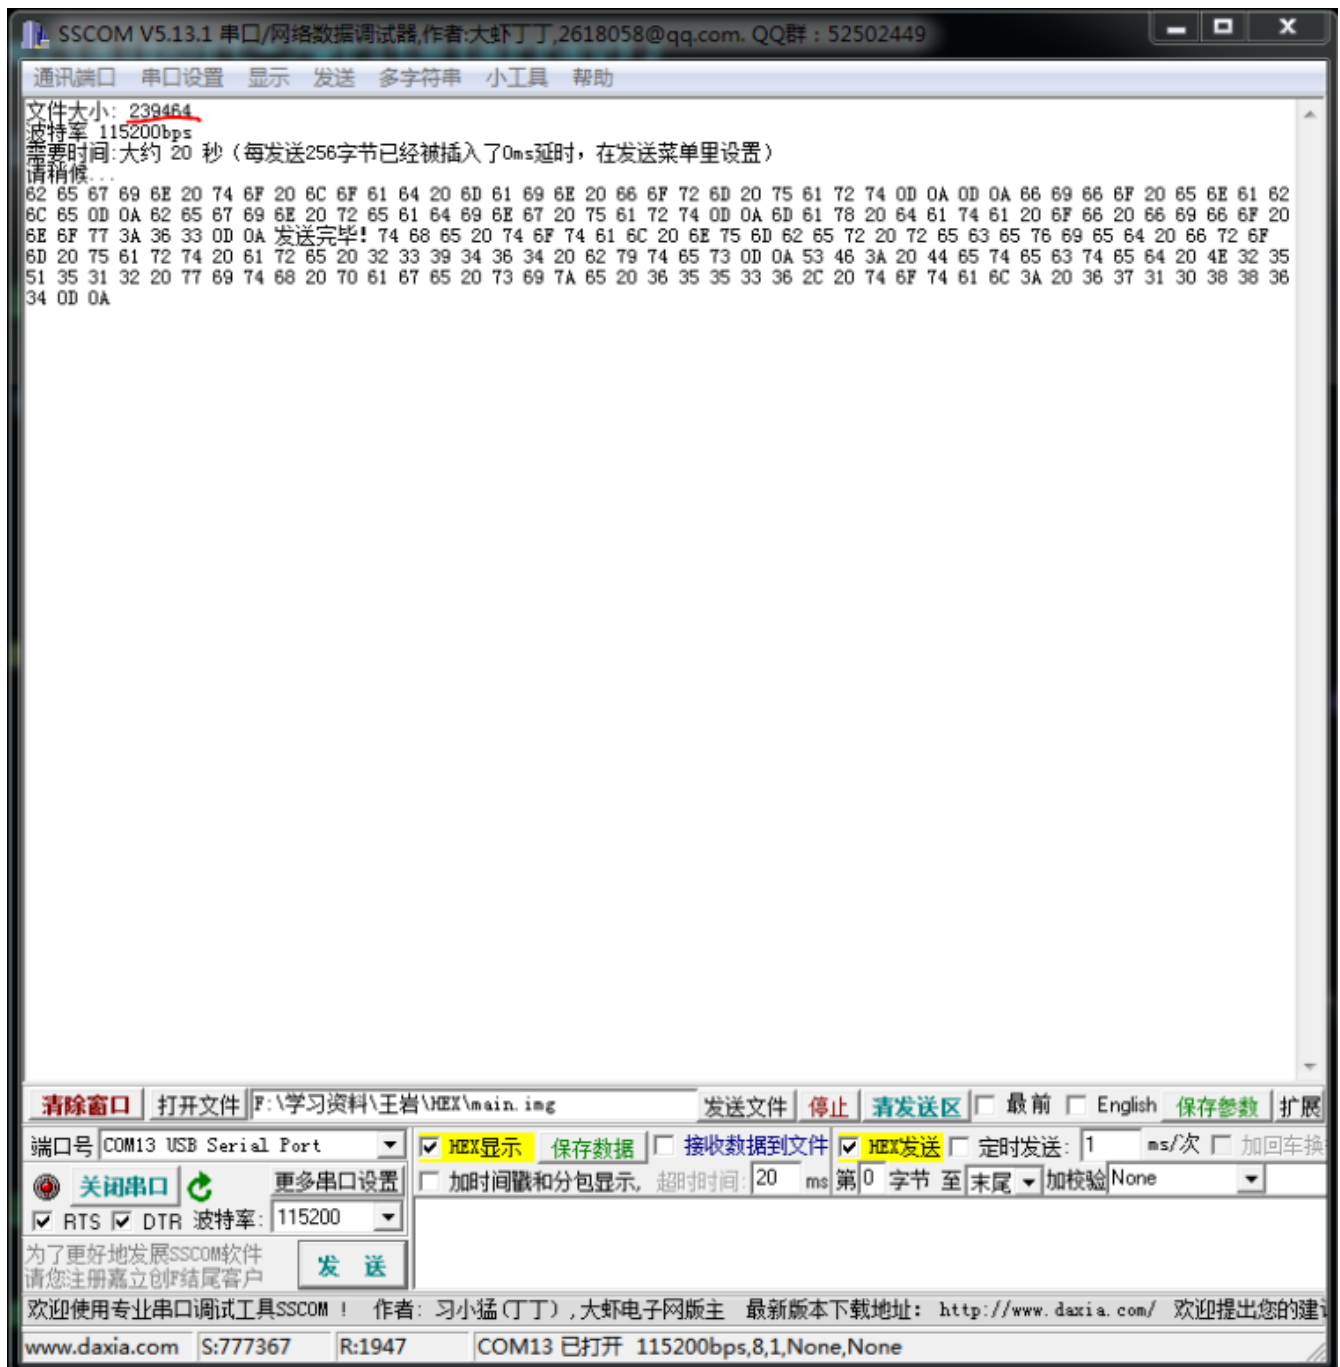 SSCOM V5.13.1 串口/网络数据调试器,作者:大虾丁丁,2618058@qq.com. QQ群：52502449
通讯端口 串口设置 显示 发送 多字符串 小工具 帮助
文件大小: 239464
波特率 115200bps
需要时间:大约 20 秒（每发送256字节已经被插入了0ms延时，在发送菜单里设置）
请稍候...
62 65 67 69 6E 20 74 6F 20 6C 6F 61 64 20 6D 61 69 6E 20 66 6F 72 6D 20 75 61 72 74 0D 0A 0D 0A 66 69 66 6F 20 65 6E 61 62
6C 65 0D 0A 62 65 67 69 6E 20 72 65 61 64 69 6E 67 20 75 61 72 74 0D 0A 6D 61 78 20 64 61 74 61 20 6F 66 20 66 69 66 6F 20
6E 6F 77 3A 36 33 0D 0A 发送完毕! 74 68 65 20 74 6F 74 61 6C 20 6E 75 6D 62 65 72 20 72 65 63 65 76 69 65 64 20 66 72 6F
6D 20 75 61 72 74 20 61 72 65 20 32 33 39 34 36 34 20 62 79 74 65 73 0D 0A 53 46 3A 20 44 65 74 65 63 74 65 64 20 4E 32 35
51 35 31 32 20 77 69 74 68 20 70 61 67 65 20 73 69 7A 65 20 36 35 35 33 36 2C 20 74 6F 74 61 6C 3A 20 36 37 31 30 38 38 36
34 0D 0A
清除窗口 打开文件 F:\学习资料\王岩\HEX\main.img 发送文件 停止 清发送区 最前 English 保存参数 扩展
端口号 COM13 USB Serial Port HEX显示 保存数据 接收数据到文件 HEX发送 定时发送: 1 ms/次 加回车换
关闭串口 更多串口设置 加时间戳和分包显示, 超时时间: 20 ms 第 0 字节 至 末尾 加校验 None
RTS DTR 波特率: 115200
为了更好地发展SSCOM软件
请您注册嘉立创F结尾客户
发 送
欢迎使用专业串口调试工具SSCOM ! 作者: 习小猛(丁丁),大虾电子网版主 最新版本下载地址: http://www.daxia.com/ 欢迎提出您的建
www.daxia.com S:777367 R:1947 COM13 已打开 115200bps,8,1,None,None